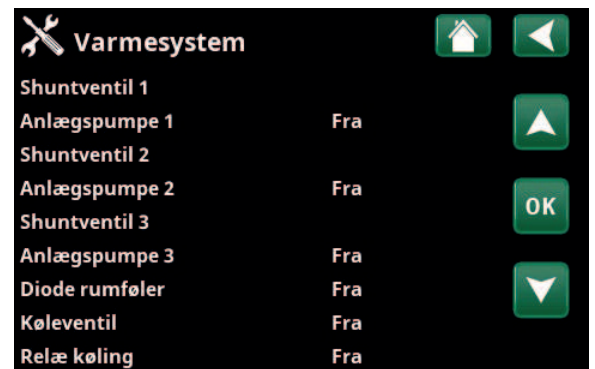 Varmesystem
Shuntventil 1
Anlægspumpe 1 Fra
Shuntventil 2
Anlægspumpe 2 Fra
OK
Shuntventil 3
Anlægspumpe 3 Fra
Diode rumføler Fra
Køleventil Fra
Relæ køling Fra